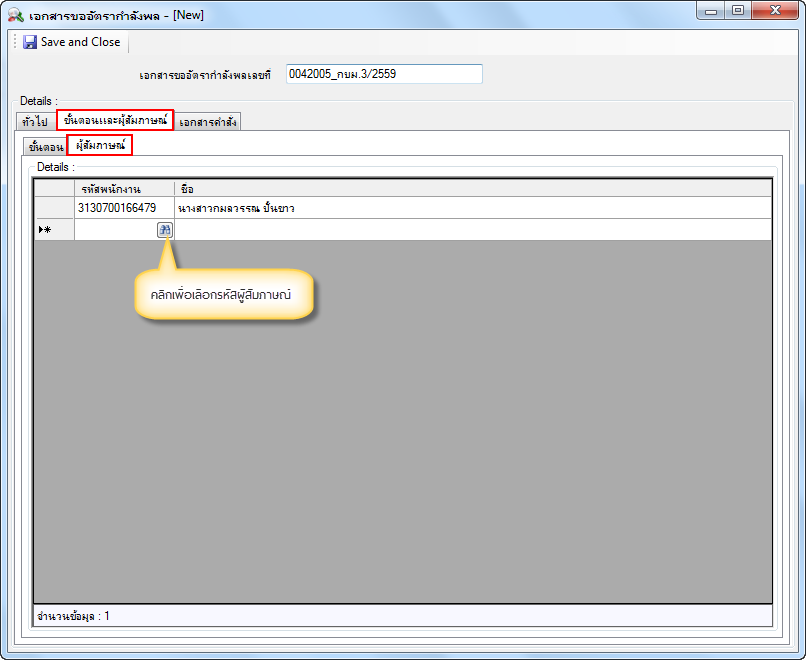 เอกสารขออัตรากำลังพล - [New]
Save and Close
เอกสารขออัตรากำลังพลเลขที่ 0042005_กบม.3/2559
Details :
ทั่วไป ขั้นตอนและผู้สัมภาษณ์ เอกสารคำสั่ง
ขั้นตอน ผู้สัมภาษณ์
Details :
รหัสพนักงาน ชื่อ
3130700166479 นางสาวกมลวรรณ ปั้นขาว
คลิกเพื่อเลือกรหัสผู้สัมภาษณ์
จำนวนข้อมูล : 1